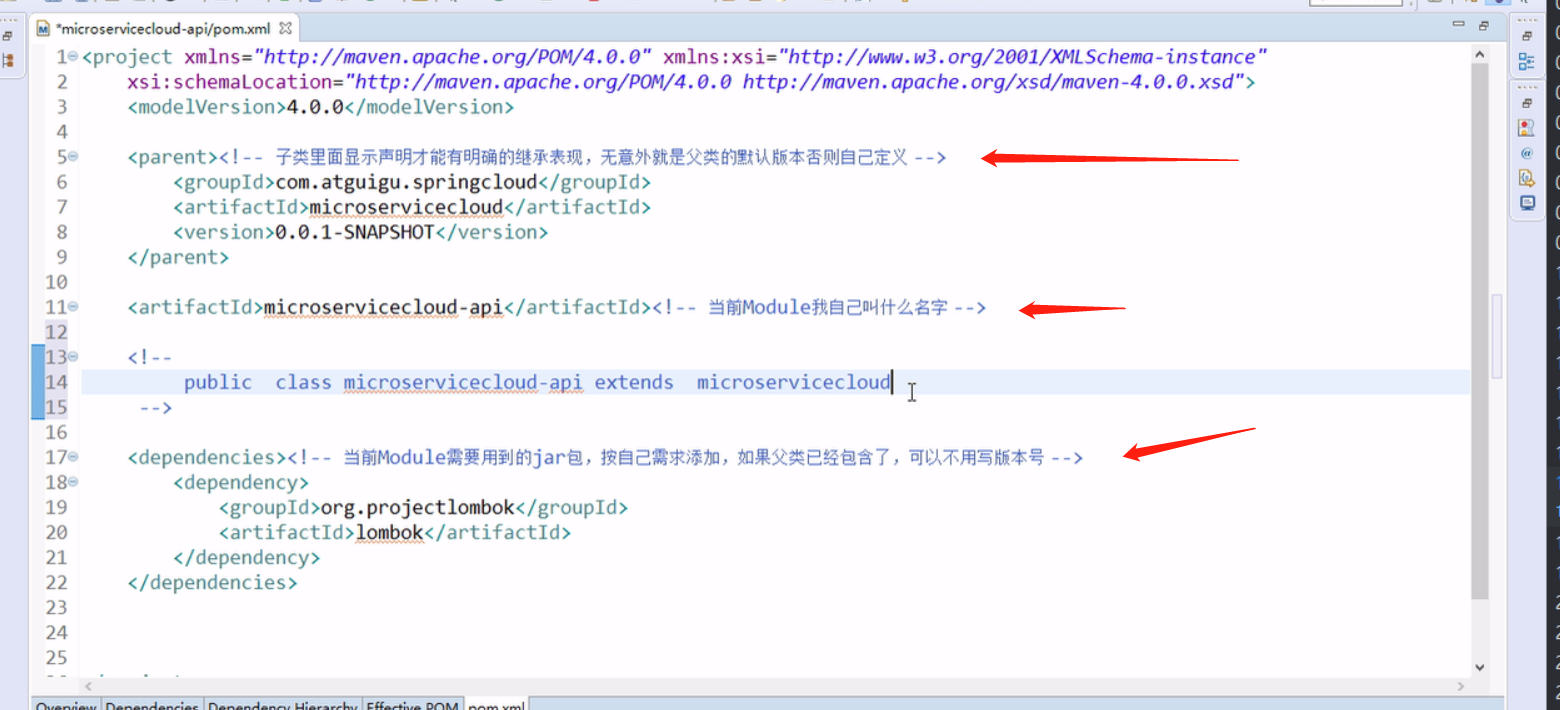 *microservicecloud-api/pom.xml
1 <project xmlns="http://maven.apache.org/POM/4.0.0" xmlns:xsi="http://www.w3.org/2001/XMLSchema-instance"
2 xsi:schemaLocation="http://maven.apache.org/POM/4.0.0 http://maven.apache.org/xsd/maven-4.0.0.xsd">
3 <modelVersion>4.0.0</modelVersion>
4
5 <parent><!-- 子类里面显示声明才能有明确的继承表现，无意外就是父类的默认版本否则自己定义 -->
6 <groupId>com.atguigu.springcloud</groupId>
7 <artifactId>microservicecloud</artifactId>
8 <version>0.0.1-SNAPSHOT</version>
9 </parent>
10
11 <artifactId>microservicecloud-api</artifactId><!-- 当前Module我自己叫什么名字 -->
12
13 <!--
14 public class microservicecloud-api extends microservicecloud
15 -->
16
17 <dependencies><!-- 当前Module需要用到的jar包，按自己需求添加，如果父类已经包含了，可以不用写版本号 -->
18 <dependency>
19 <groupId>org.projectlombok</groupId>
20 <artifactId>lombok</artifactId>
21 </dependency>
22 </dependencies>
23
24
25
Overview Dependencies Dependency Hierarchy Effective POM pom.xml